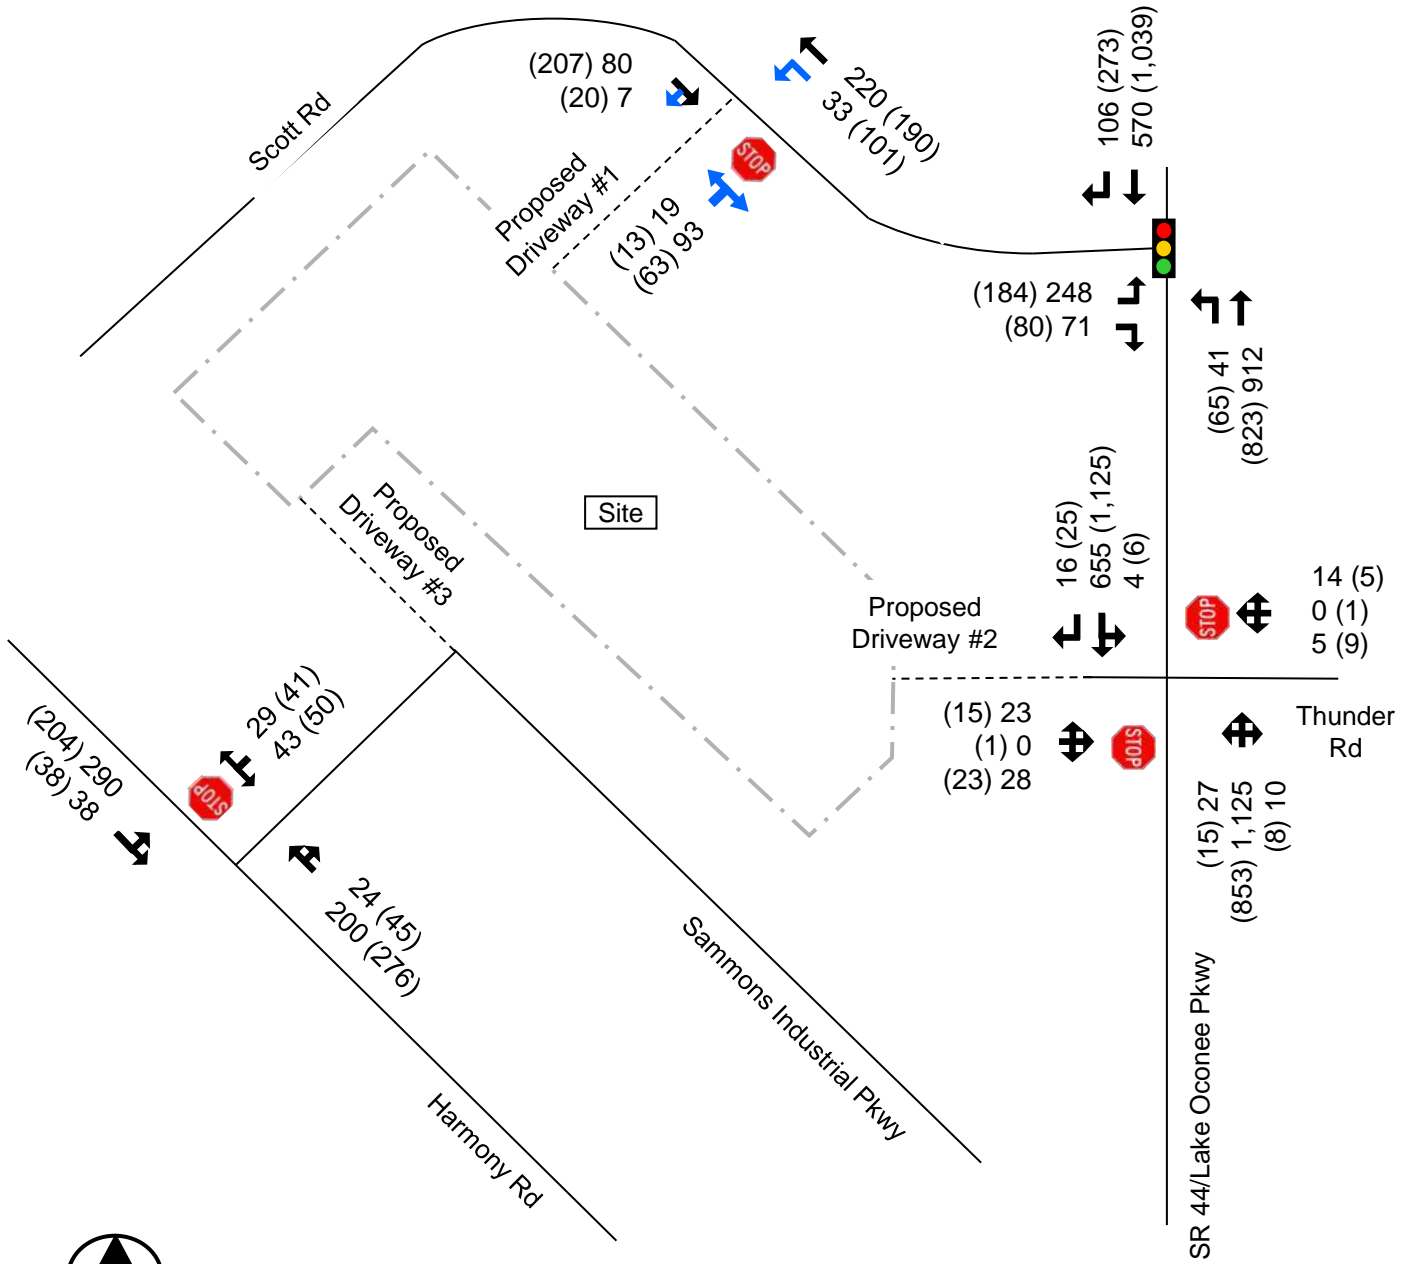 (207) 80
(20) 7
220 (190)
33 (101)
106 (273)
570 (1,039)
Scott Rd
STOP
Proposed
Driveway #1
(13) 19
(63) 93
(184) 248
(80) 71
(65) 41
(823) 912
Proposed
Driveway #3
Site
16 (25)
655 (1,125)
4 (6)
Proposed
Driveway #2
STOP
14 (5)
0 (1)
5 (9)
(15) 23
(1) 0
(23) 28
STOP
Thunder
Rd
(15) 27
(853) 1,125
(8) 10
29 (41)
43 (50)
(204) 290
(38) 38
STOP
24 (45)
200 (276)
Sammons Industrial Pkwy
Harmony Rd
SR 44/Lake Oconee Pkwy